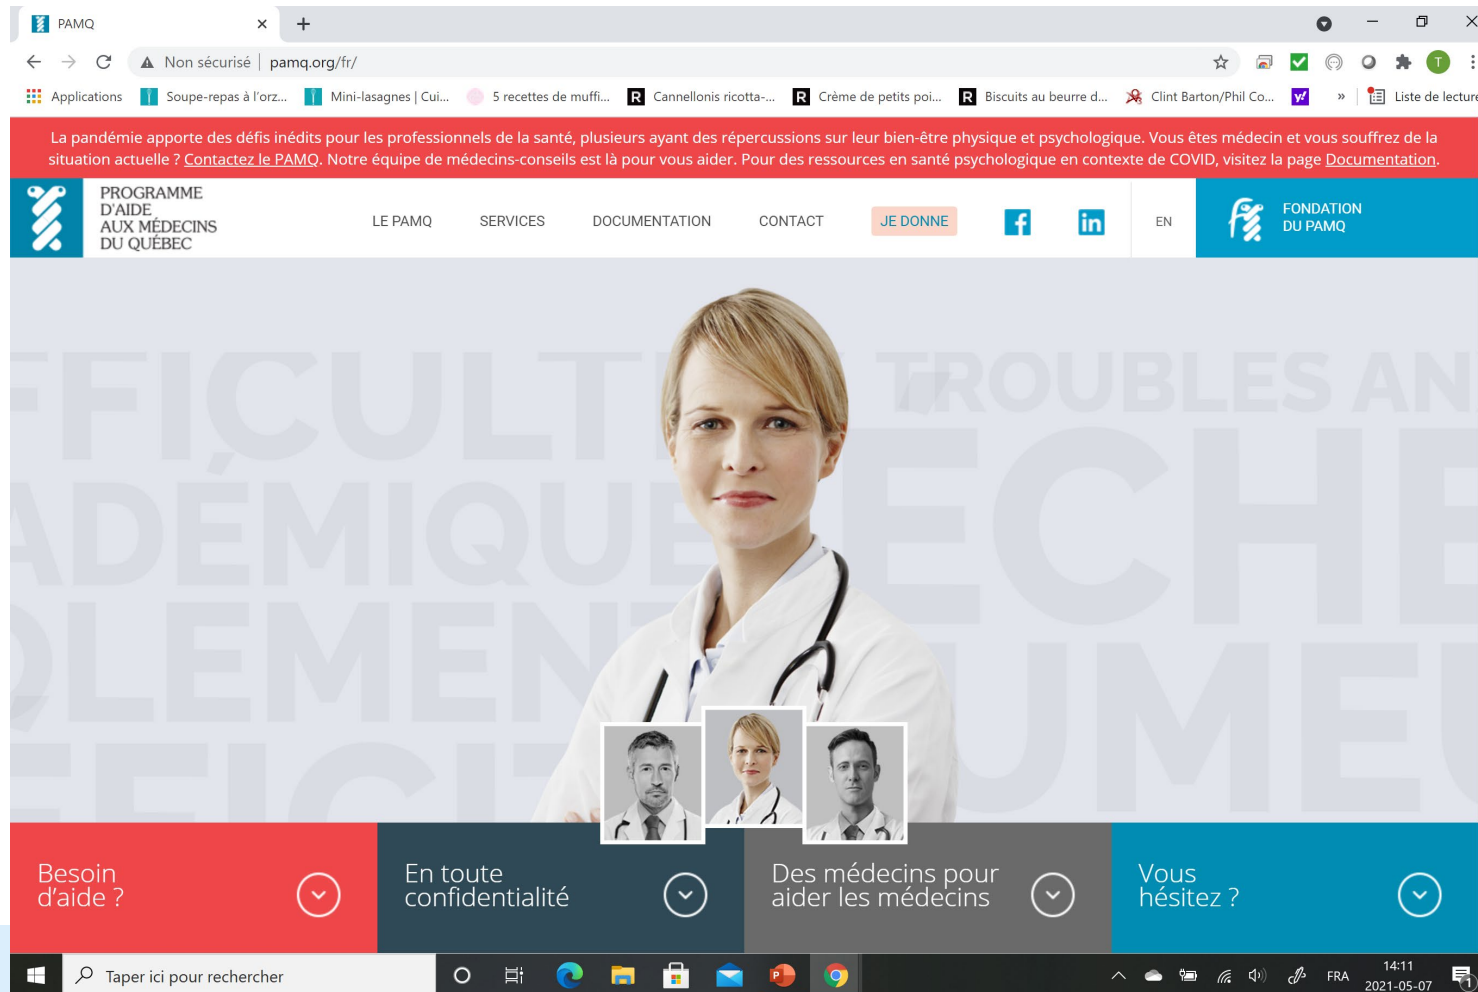 PAMQ
Non sécurisé | pamq.org/fr/
Applications
Soupe-repas à l'orz...
Mini-lasagnes | Cui...
5 recettes de muffi...
R Cannellonis ricotta-...
R Crème de petits poi...
R Biscuits au beurre d...
Clint Barton/Phil Co...
y!
»
Liste de lecture
La pandémie apporte des défis inédits pour les professionnels de la santé, plusieurs ayant des répercussions sur leur bien-être physique et psychologique. Vous êtes médecin et vous souffrez de la
situation actuelle ? Contactez le PAMQ. Notre équipe de médecins-conseils est là pour vous aider. Pour des ressources en santé psychologique en contexte de COVID, visitez la page Documentation.
PROGRAMME
D'AIDE
AUX MÉDECINS
DU QUÉBEC
LE PAMQ
SERVICES
DOCUMENTATION
CONTACT
JE DONNE
f
in
EN
FONDATION
DU PAMQ
FFICULT
TROUBLES AN
ADÉMIQUE
ECHE
QLEMEN
UME
FFICI
Besoin
d'aide ?
En toute
confidentialité
Des médecins pour
aider les médecins
Vous
hésitez ?
Taper ici pour rechercher
FRA
14:11
2021-05-07
1